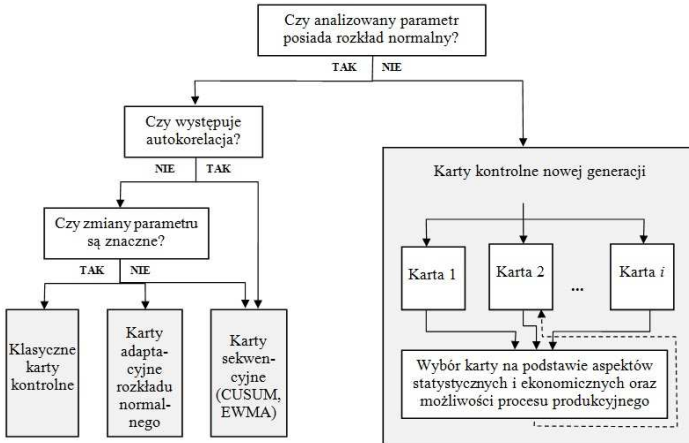 Czy analizowany parametr
posiada rozkład normalny?
TAK NIE
Czy występuje
autokorelacja?
NIE TAK
Czy zmiany parametru
są znaczne?
TAK NIE
Klasyczne
karty
kontrolne
Karty
adapta-
cyjne
rozkładu
normal-
nego
Karty
sekwen-
cyjne
(CUSUM,
EWMA)
Karty kontrolne nowej generacji
Karta 1
Karta 2
...
Karta i
Wybór karty na podstawie aspektów
statystycznych i ekonomicznych oraz
możliwości procesu produkcyjnego